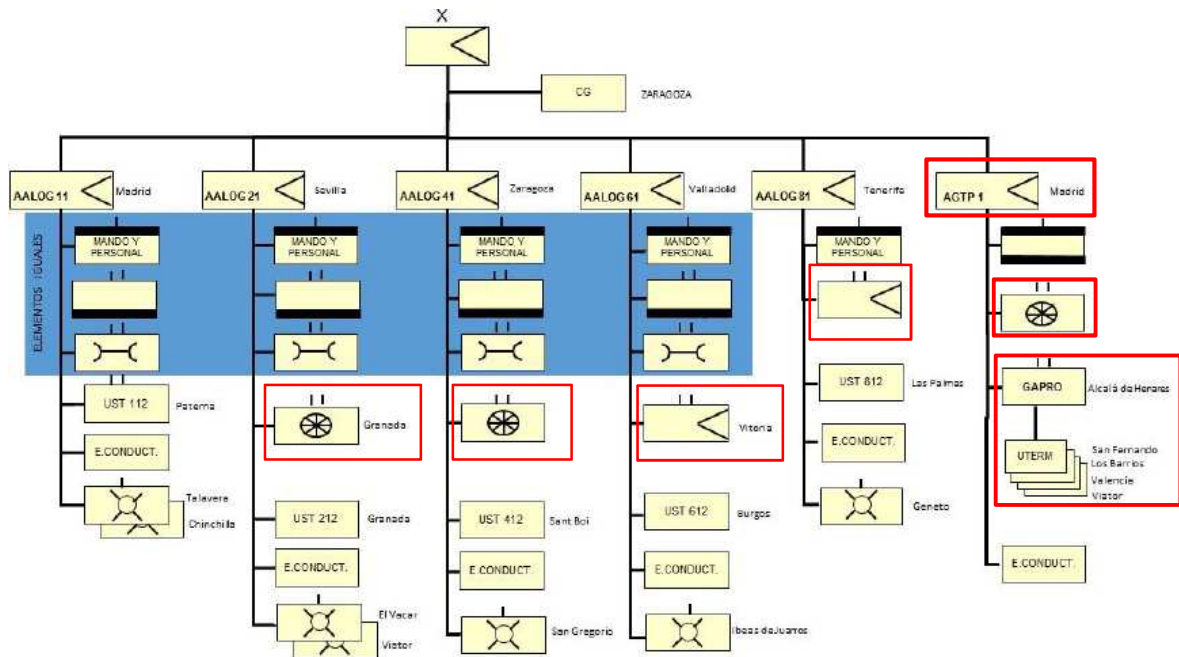 X
CG
ZARAGOZA
AALOG 11
Madrid
AALOG 21
Sevilla
AALOG 41
Zaragoza
AALOG 61
Valladolid
AALOG 81
Tenerife
AGTP 1
Madrid
ELEMENTOS IGUALES
MANDO Y
PERSONAL
MANDO Y
PERSONAL
MANDO Y
PERSONAL
MANDO Y
PERSONAL
MANDO Y
PERSONAL
UST 112
Paterna
E.CONDUCT.
Talavera
Chinchilla
Granada
UST 212
Granada
E.CONDUCT.
El Vacar
Viator
UST 412
Sant Boi
E.CONDUCT.
San Gregorio
Vitoria
UST 612
Burgos
E.CONDUCT.
Ibeas de Juarros
UST 812
Las Palmas
E.CONDUCT.
Geneto
GAPRO
Alcalá de Henares
UTERM
San Fernando
Los Barrios
Valencia
Viator
E.CONDUCT.